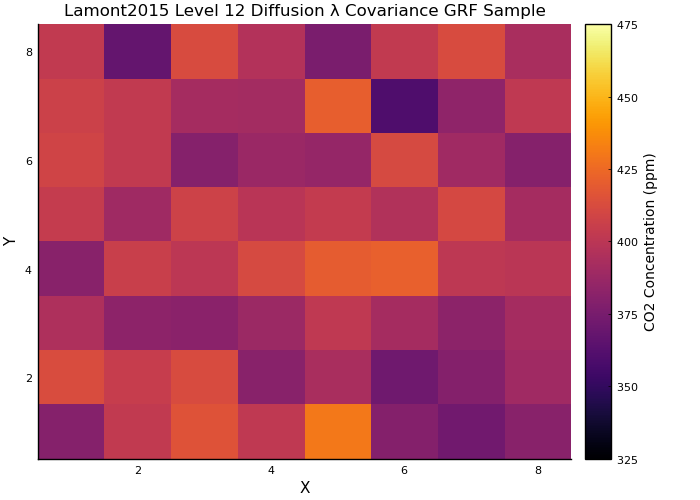 Lamont2015 Level 12 Diffusion λ Covariance GRF Sample
8
6
4
2
Y
2 4 6 8
X
475
450
425
400
375
350
325
CO2 Concentration (ppm)